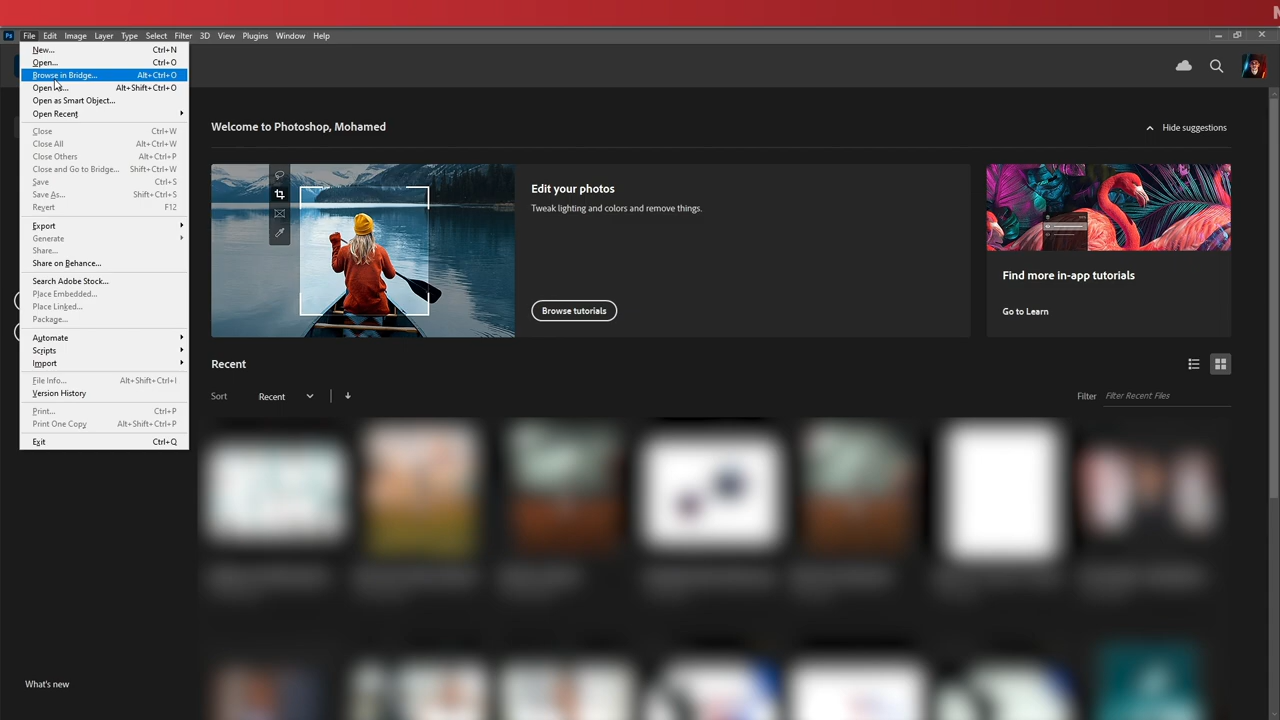 Ps File Edit Image Layer Type Select Filter 3D View Plugins Window Help
New... Ctrl+N
Open... Ctrl+O
Browse in Bridge... Alt+Ctrl+O
Alt+Shift+Ctrl+O
Open as Smart Object...
Open Recent
Close Ctrl+W
Close All Alt+Ctrl+W
Close Others Alt+Ctrl+P
Close and Go to Bridge... Shift+Ctrl+W
Save Ctrl+S
Save As... Shift+Ctrl+S
Revert F12
Export
Generate
Share...
Share on Behance...
Search Adobe Stock...
Place Embedded...
Place Linked...
Package...
Automate
Scripts
Import
File Info... Alt+Shift+Ctrl+I
Version History
Print... Ctrl+P
Print One Copy Alt+Shift+Ctrl+P
Exit Ctrl+Q
Welcome to Photoshop, Mohamed
Hide suggestions
Edit your photos
Tweak lighting and colors and remove things.
Browse tutorials
Find more in-app tutorials
Go to Learn
Recent
Sort Recent
Filter Filter Recent Files
What's new